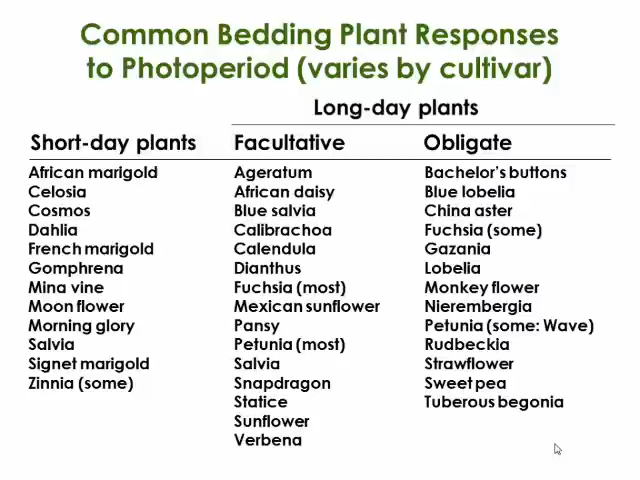 Common Bedding Plant Responses
to Photoperiod (varies by cultivar)
Long-day plants
Short-day plants Facultative Obligate
African marigold Ageratum Bachelor's buttons
Celosia African daisy Blue lobelia
Cosmos Blue salvia China aster
Dahlia Calibrachoa Fuchsia (some)
French marigold Calendula Gazania
Gomphrena Dianthus Lobelia
Mina vine Fuchsia (most) Monkey flower
Moon flower Mexican sunflower Nierembergia
Morning glory Pansy Petunia (some: Wave)
Salvia Petunia (most) Rudbeckia
Signet marigold Salvia Strawflower
Zinnia (some) Snapdragon Sweet pea
Statice Tuberous begonia
Sunflower
Verbena